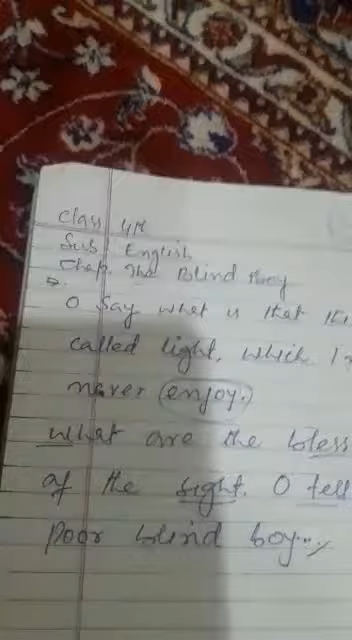 Class 4th
Sub. English
Chap. The Blind Boy
O Say what is that
called light, which I
never enjoy.
What are the bless
of the sight. O tell
poor blind boy..